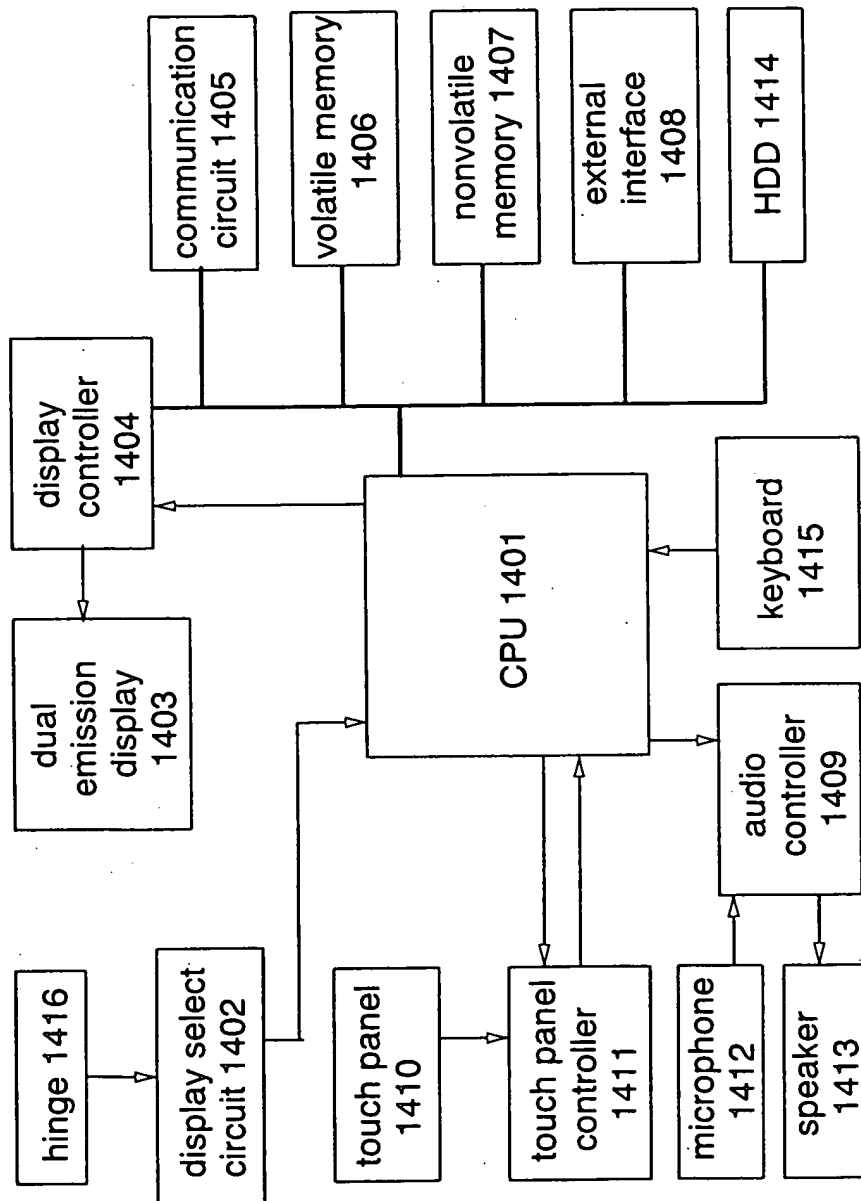 hinge 1416
display select
circuit 1402
touch panel
1410
touch panel
controller
1411
microphone
1412
speaker
1413
dual
emission
display
1403
display
controller
1404
CPU 1401
audio
controller
1409
keyboard
1415
communication
circuit 1405
volatile memory
1406
nonvolatile
memory 1407
external
interface
1408
HDD 1414